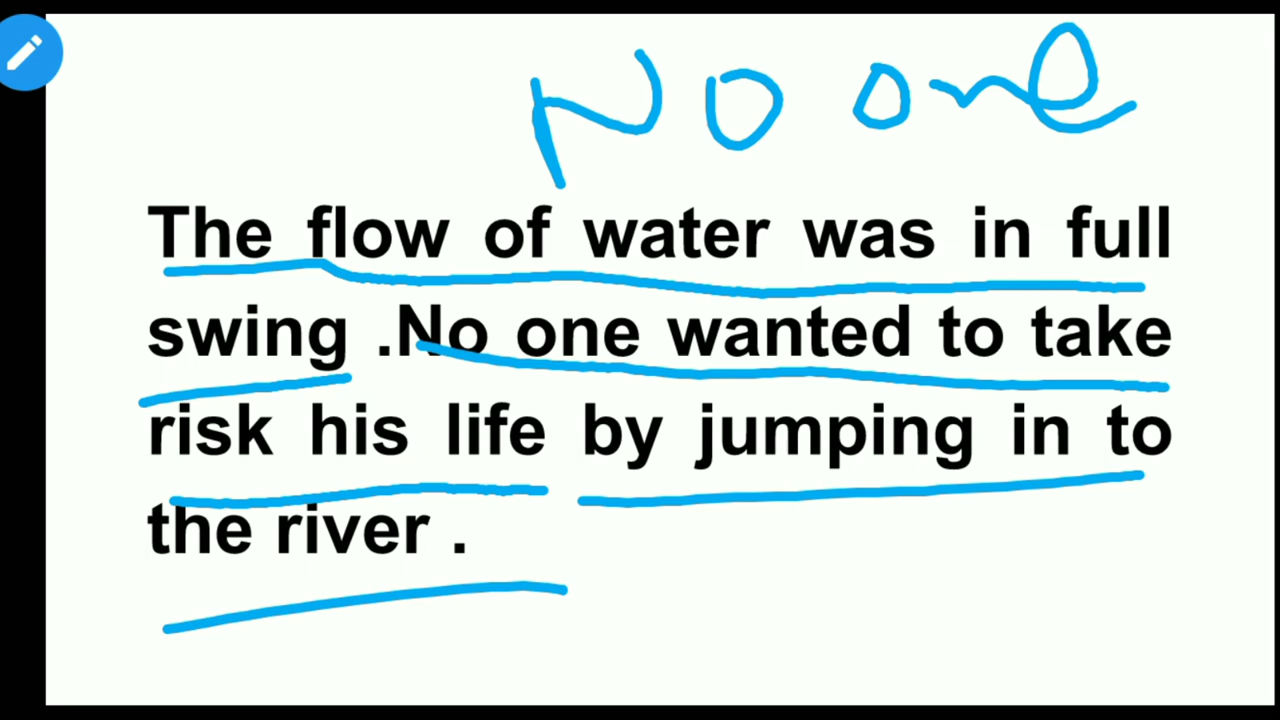 No one
The flow of water was in full
swing .No one wanted to take
risk his life by jumping in to
the river .